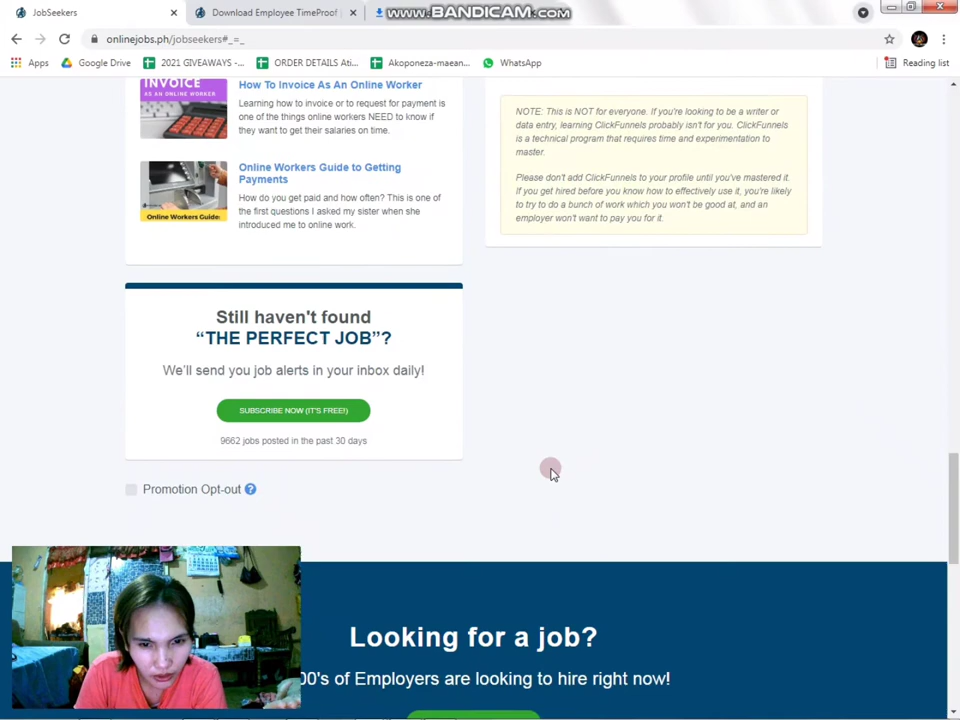 JobSeekers
Download Employee TimeProof
www.BANDICAM.com
onlinejobs.ph/jobseekers#_=_
Apps
Google Drive
2021 GIVEAWAYS -...
ORDER DETAILS Ati...
Akoponeza-maean...
WhatsApp
Reading list
INVOICE
AS AN ONLINE WORKER
How To Invoice As An Online Worker
Learning how to invoice or to request for payment is
one of the things online workers NEED to know if
they want to get their salaries on time.
Online Workers Guide to Getting
Payments
How do you get paid and how often? This is one of
the first questions I asked my sister when she
introduced me to online work.
Online Workers Guide:
NOTE: This is NOT for everyone. If you're looking to be a writer or
data entry, learning ClickFunnels probably isn't for you. ClickFunnels
is a technical program that requires time and experimentation to
master.
Please don't add ClickFunnels to your profile until you've mastered it.
If you get hired before you know how to effectively use it, you're likely
to try to do a bunch of work which you won't be good at, and an
employer won't want to pay you for it.
Still haven't found
“THE PERFECT JOB”?
We'll send you job alerts in your inbox daily!
SUBSCRIBE NOW (IT'S FREE!)
9662 jobs posted in the past 30 days
Promotion Opt-out
Looking for a job?
00's of Employers are looking to hire right now!